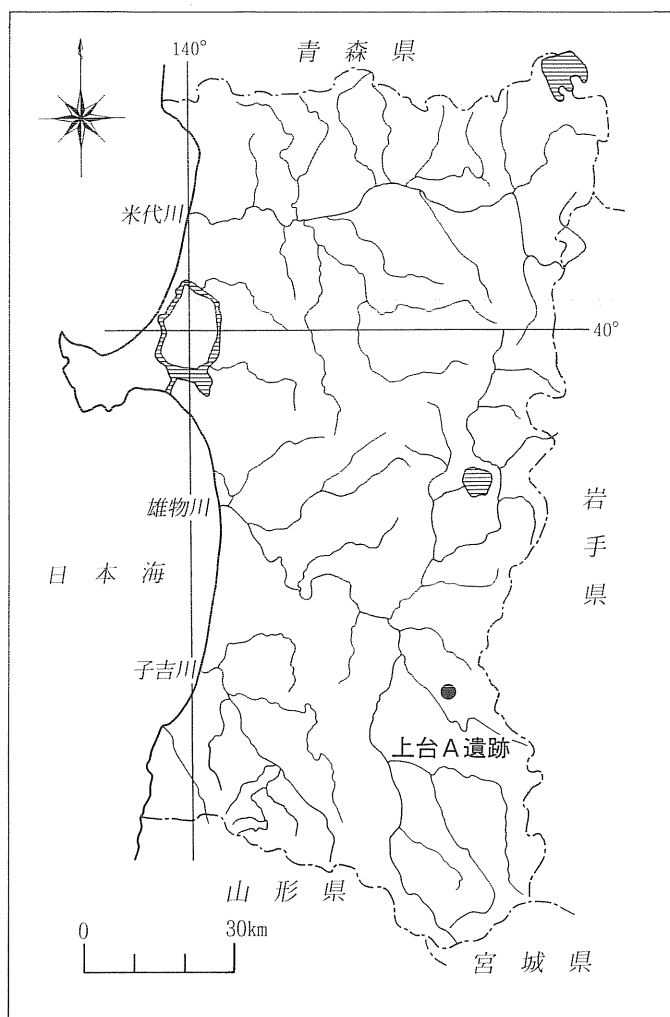 140°
青森県
米代川
40°
雄物川
岩手県
日本海
子吉川
上台A遺跡
山形県
0 30km
宮城県